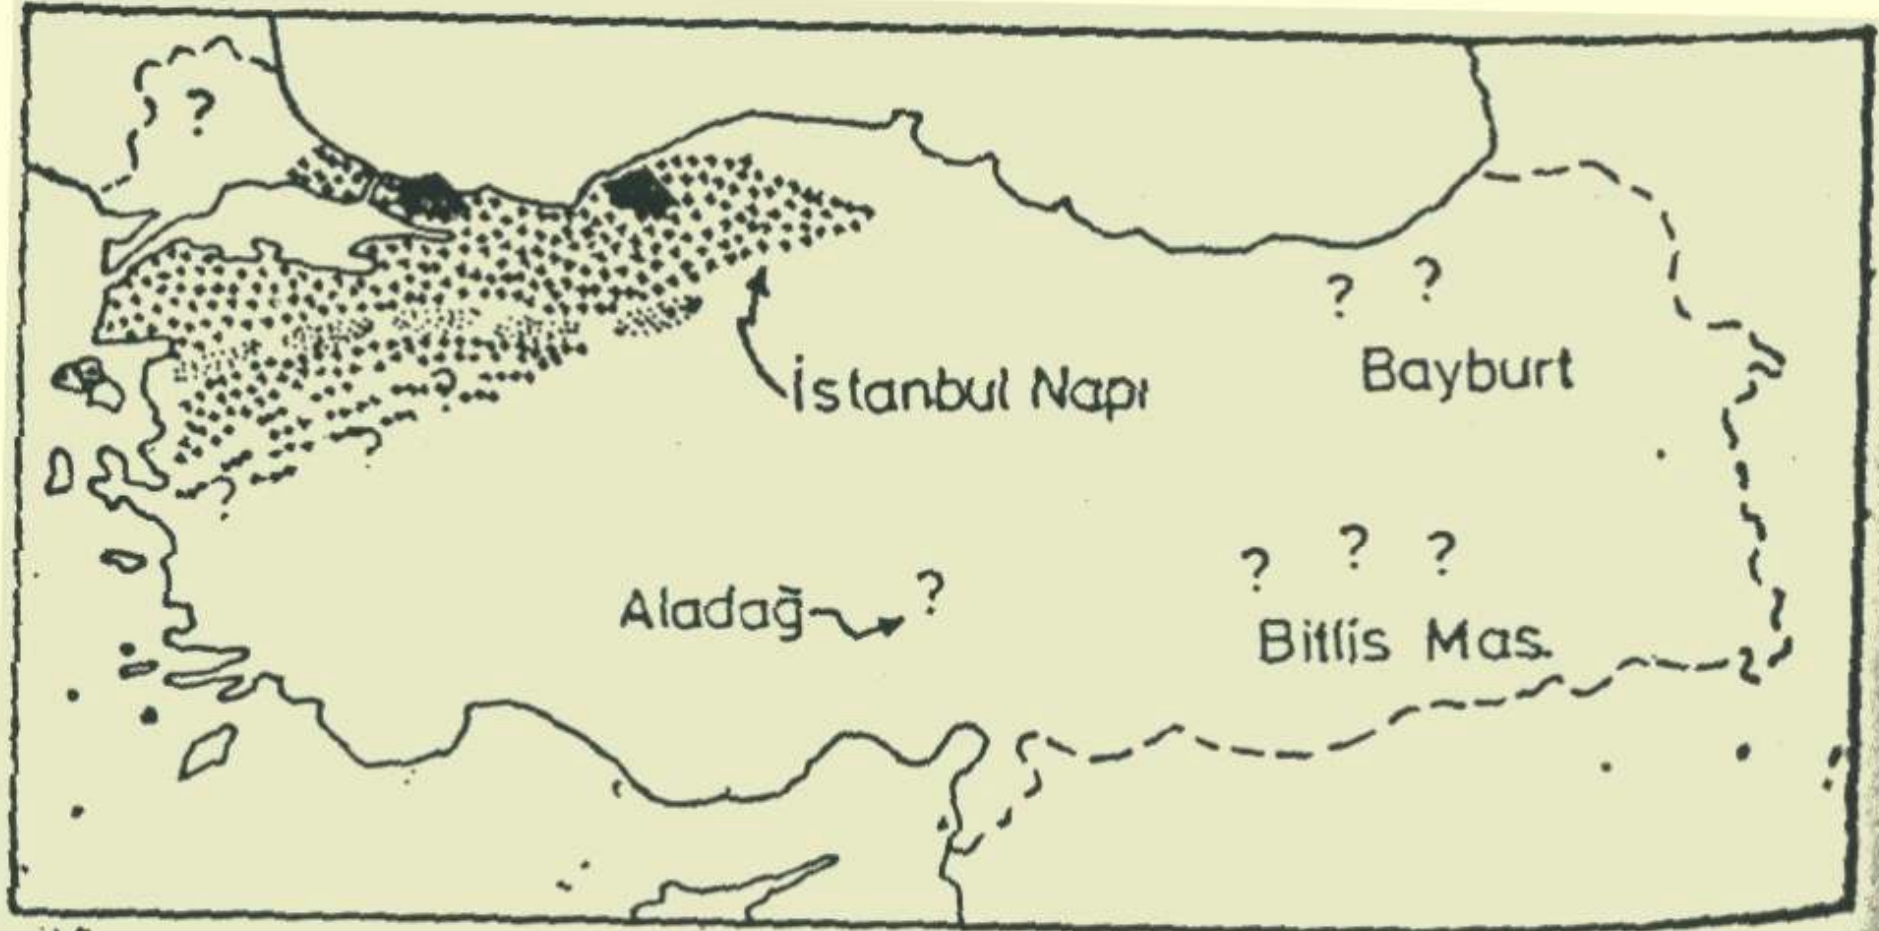 ?
? ?
Bayburt
İstanbul Napı
?
?
?
? ? ?
Aladağ ?
Bitlis Mas.